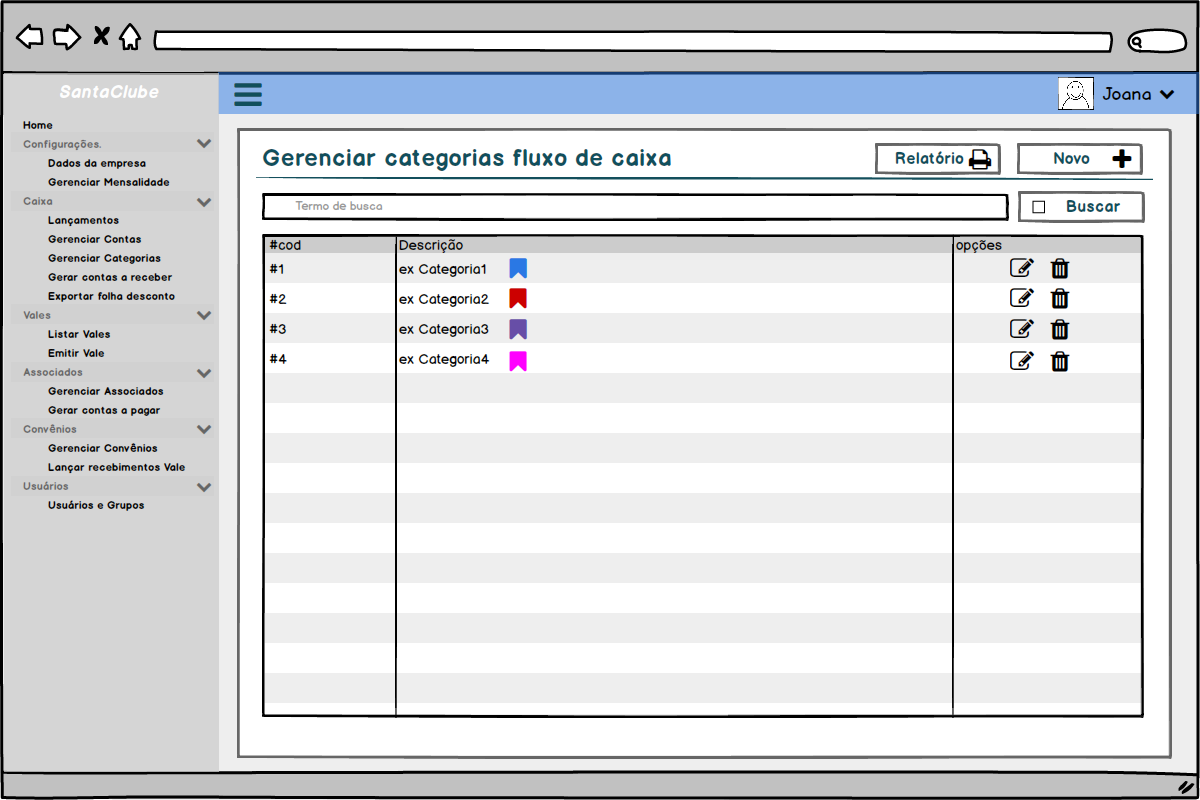 SantaClube
Joana
Home
Configurações.
Dados da empresa
Gerenciar Mensalidade
Caixa
Lançamentos
Gerenciar Contas
Gerenciar Categorias
Gerar contas a receber
Exportar folha desconto
Vales
Listar Vales
Emitir Vale
Associados
Gerenciar Associados
Gerar contas a pagar
Convênios
Gerenciar Convênios
Lançar recebimentos Vale
Usuários
Usuários e Grupos
Gerenciar categorias fluxo de caixa
Relatório
Novo
Termo de busca
Buscar
#cod Descrição opções
#1 ex Categoria1
#2 ex Categoria2
#3 ex Categoria3
#4 ex Categoria4